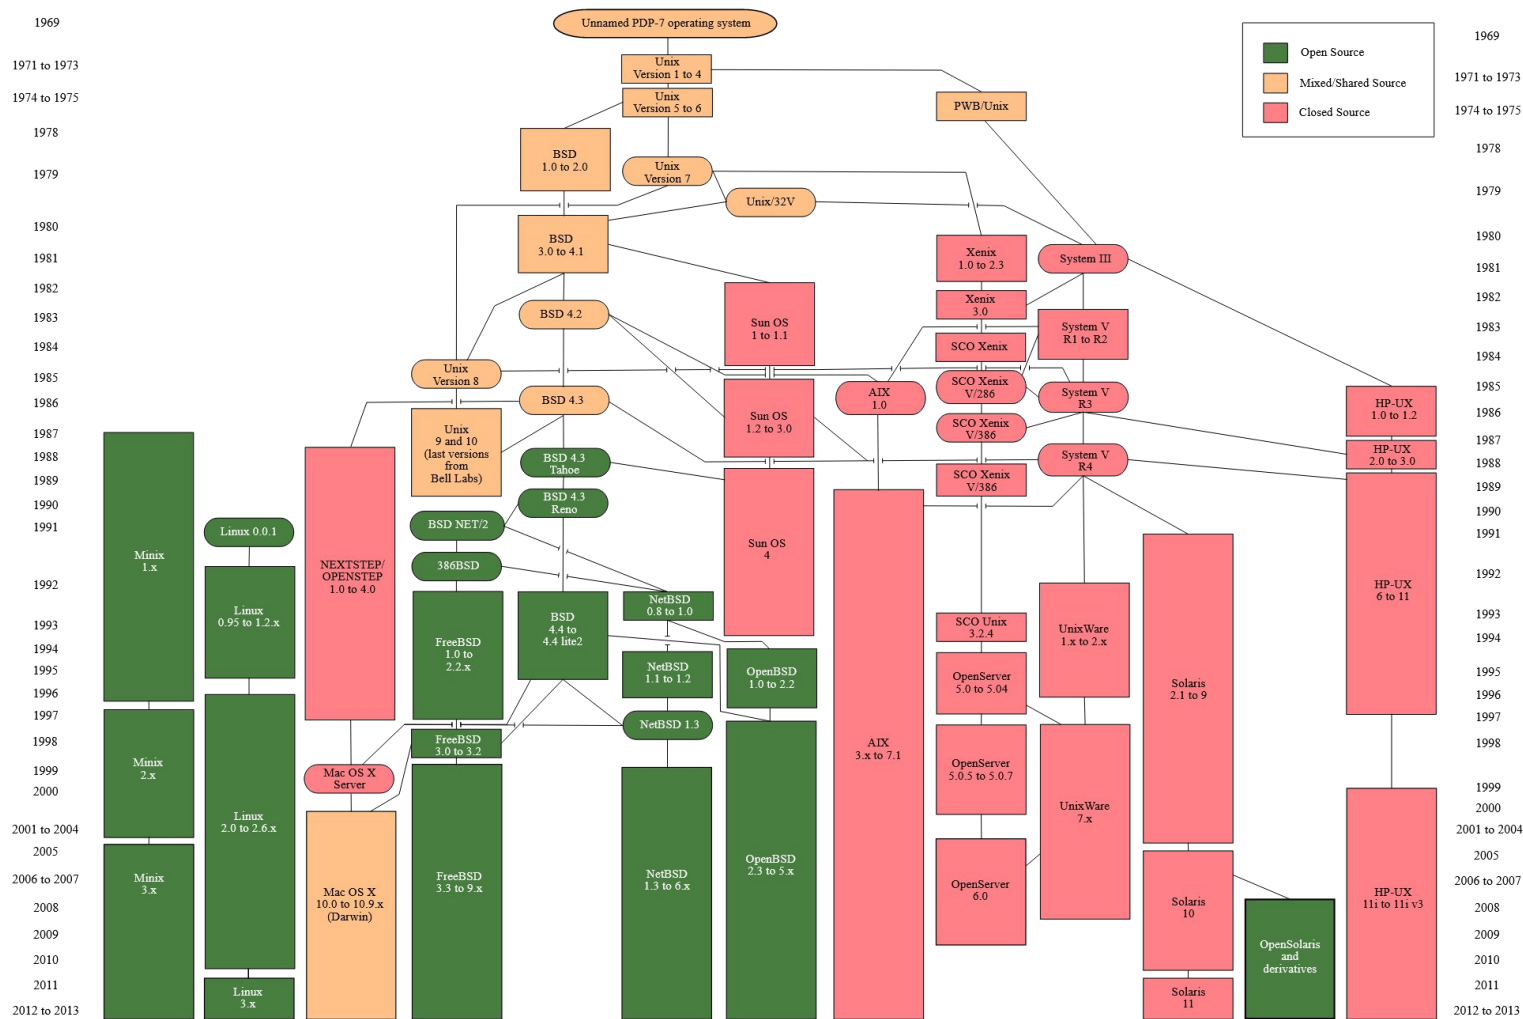 Unnamed PDP-7 operating system
1969
1971 to 1973
1974 to 1975
1978
1979
1980
1981
1982
1983
1984
1985
1986
1987
1988
1989
1990
1991
1992
1993
1994
1995
1996
1997
1998
1999
2000
2001 to 2004
2005
2006 to 2007
2008
2009
2010
2011
2012 to 2013
Unix
Version 1 to 4
Unix
Version 5 to 6
PWB/Unix
BSD
1.0 to 2.0
Unix
Version 7
Unix/32V
BSD
3.0 to 4.1
Xenix
1.0 to 2.3
System III
Xenix
3.0
BSD 4.2
Sun OS
1 to 1.1
System V
R1 to R2
SCO Xenix
Unix
Version 8
SCO Xenix
V/286
AIX
1.0
System V
R3
BSD 4.3
Sun OS
1.2 to 3.0
HP-UX
1.0 to 1.2
Unix
9 and 10
(last versions
from
Bell Labs)
SCO Xenix
V/386
HP-UX
2.0 to 3.0
BSD 4.3
Tahoe
System V
R4
SCO Xenix
V/386
BSD 4.3
Reno
BSD NET/2
Linux 0.0.1
Minix
1.x
NEXTSTEP/
OPENSTEP
1.0 to 4.0
386BSD
Sun OS
4
HP-UX
6 to 11
Linux
0.95 to 1.2.x
NetBSD
0.8 to 1.0
BSD
4.4 to
4.4 lite2
FreeBSD
1.0 to
2.2.x
SCO Unix
3.2.4
UnixWare
1.x to 2.x
NetBSD
1.1 to 1.2
OpenBSD
1.0 to 2.2
OpenServer
5.0 to 5.04
Solaris
2.1 to 9
NetBSD 1.3
FreeBSD
3.0 to 3.2
AIX
3.x to 7.1
Minix
2.x
Mac OS X
Server
OpenServer
5.0.5 to 5.0.7
UnixWare
7.x
Linux
2.0 to 2.6.x
Minix
3.x
Mac OS X
10.0 to 10.9.x
(Darwin)
FreeBSD
3.3 to 9.x
NetBSD
1.3 to 6.x
OpenBSD
2.3 to 5.x
OpenServer
6.0
Solaris
10
HP-UX
11i to 11i v3
OpenSolaris
and
derivatives
Linux
3.x
Solaris
11
Open Source
Mixed/Shared Source
Closed Source
1969
1971 to 1973
1974 to 1975
1978
1979
1980
1981
1982
1983
1984
1985
1986
1987
1988
1989
1990
1991
1992
1993
1994
1995
1996
1997
1998
1999
2000
2001 to 2004
2005
2006 to 2007
2008
2009
2010
2011
2012 to 2013